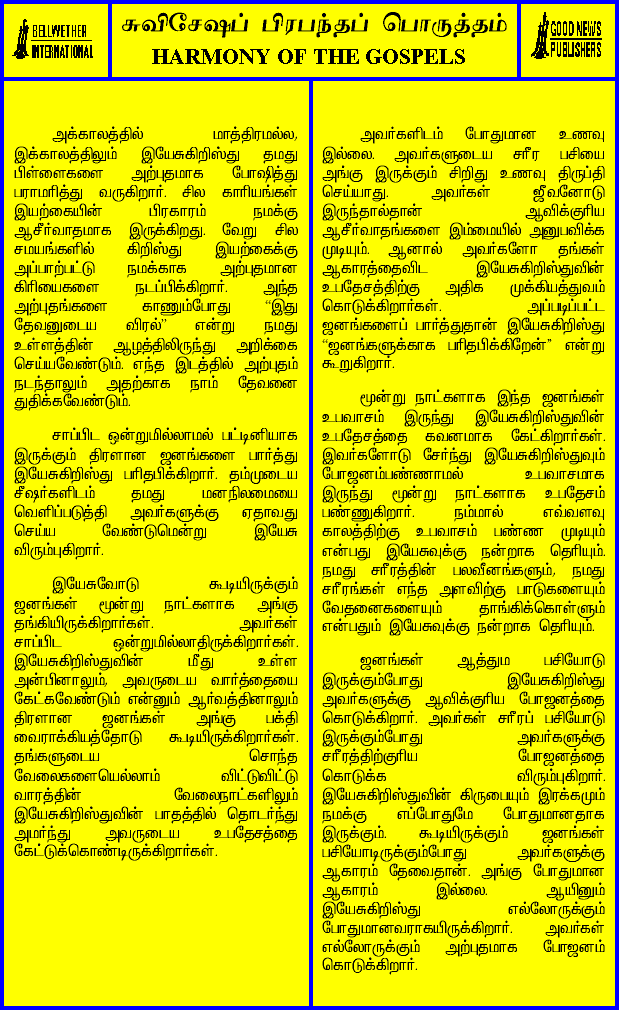 BELLWETHER
INTERNATIONAL
சுவிசேஷப் பிரபந்தப் பொருத்தம்
HARMONY OF THE GOSPELS
GOOD NEWS
PUBLISHERS
அக்காலத்தில் மாத்திரமல்ல,
இக்காலத்திலும் இயேசுகிறிஸ்து தமது
பிள்ளைகளை அற்புதமாக போஷித்து
பராமரித்து வருகிறார். சில காரியங்கள்
இயற்கையின் பிரகாரம் நமக்கு
ஆசீர்வாதமாக இருக்கிறது. வேறு சில
சமயங்களில் கிறிஸ்து இயற்கைக்கு
அப்பாற்பட்டு நமக்காக அற்புதமான
கிரியைகளை நடப்பிக்கிறார். அந்த
அற்புதங்களை காணும்போது “இது
தேவனுடைய விரல்” என்று நமது
உள்ளத்தின் ஆழத்திலிருந்து அறிக்கை
செய்யவேண்டும். எந்த இடத்தில் அற்புதம்
நடந்தாலும் அதற்காக நாம் தேவனை
துதிக்கவேண்டும்.
சாப்பிட ஒன்றுமில்லாமல் பட்டினியாக
இருக்கும் திரளான ஜனங்களை பார்த்து
இயேசுகிறிஸ்து பரிதபிக்கிறார். தம்முடைய
சீஷர்களிடம் தமது மனநிலமையை
வெளிப்படுத்தி அவர்களுக்கு ஏதாவது
செய்ய வேண்டுமென்று இயேசு
விரும்புகிறார்.
இயேசுவோடு கூடியிருக்கும்
ஜனங்கள் மூன்று நாட்களாக அங்கு
தங்கியிருக்கிறார்கள். அவர்கள்
சாப்பிட ஒன்றுமில்லாதிருக்கிறார்கள்.
இயேசுகிறிஸ்துவின் மீது உள்ள
அன்பினாலும், அவருடைய வார்த்தையை
கேட்கவேண்டும் என்னும் ஆர்வத்தினாலும்
திரளான ஜனங்கள் அங்கு பக்தி
வைராக்கியத்தோடு கூடியிருக்கிறார்கள்.
தங்களுடைய சொந்த
வேலைகளையெல்லாம் விட்டுவிட்டு
வாரத்தின் வேலைநாட்களிலும்
இயேசுகிறிஸ்துவின் பாதத்தில் தொடர்ந்து
அமர்ந்து அவருடைய உபதேசத்தை
கேட்டுக்கொண்டிருக்கிறார்கள்.
அவர்களிடம் போதுமான உணவு
இல்லை. அவர்களுடைய சரீர பசியை
அங்கு இருக்கும் சிறிது உணவு திருப்தி
செய்யாது. அவர்கள் ஜீவனோடு
இருந்தால்தான் ஆவிக்குரிய
ஆசீர்வாதங்களை இம்மையில் அனுபவிக்க
முடியும். ஆனால் அவர்களோ தங்கள்
ஆகாரத்தைவிட இயேசுகிறிஸ்துவின்
உபதேசத்திற்கு அதிக முக்கியத்துவம்
கொடுக்கிறார்கள். அப்படிப்பட்ட
ஜனங்களைப் பார்த்துதான் இயேசுகிறிஸ்து
“ஜனங்களுக்காக பரிதபிக்கிறேன்” என்று
கூறுகிறார்.
மூன்று நாட்களாக இந்த ஜனங்கள்
உபவாசம் இருந்து இயேசுகிறிஸ்துவின்
உபதேசத்தை கவனமாக கேட்கிறார்கள்.
இவர்களோடு சேர்ந்து இயேசுகிறிஸ்துவும்
போஜனம்பண்ணாமல் உபவாசமாக
இருந்து மூன்று நாட்களாக உபதேசம்
பண்ணுகிறார். நம்மால் எவ்வளவு
காலத்திற்கு உபவாசம் பண்ண முடியும்
என்பது இயேசுவுக்கு நன்றாக தெரியும்.
நமது சரீரத்தின் பலவீனங்களும், நமது
சரீரங்கள் எந்த அளவிற்கு பாடுகளையும்
வேதனைகளையும் தாங்கிக்கொள்ளும்
என்பதும் இயேசுவுக்கு நன்றாக தெரியும்.
ஜனங்கள் ஆத்தும பசியோடு
இருக்கும்போது இயேசுகிறிஸ்து
அவர்களுக்கு ஆவிக்குரிய போஜனத்தை
கொடுக்கிறார். அவர்கள் சரீரப் பசியோடு
இருக்கும்போது அவர்களுக்கு
சரீரத்திற்குரிய போஜனத்தை
கொடுக்க விரும்புகிறார்.
இயேசுகிறிஸ்துவின் கிருபையும் இரக்கமும்
நமக்கு எப்போதுமே போதுமானதாக
இருக்கும். கூடியிருக்கும் ஜனங்கள்
பசியோடிருக்கும்போது அவர்களுக்கு
ஆகாரம் தேவைதான். அங்கு போதுமான
ஆகாரம் இல்லை. ஆயினும்
இயேசுகிறிஸ்து எல்லோருக்கும்
போதுமானவராகயிருக்கிறார். அவர்கள்
எல்லோருக்கும் அற்புதமாக போஜனம்
கொடுக்கிறார்.